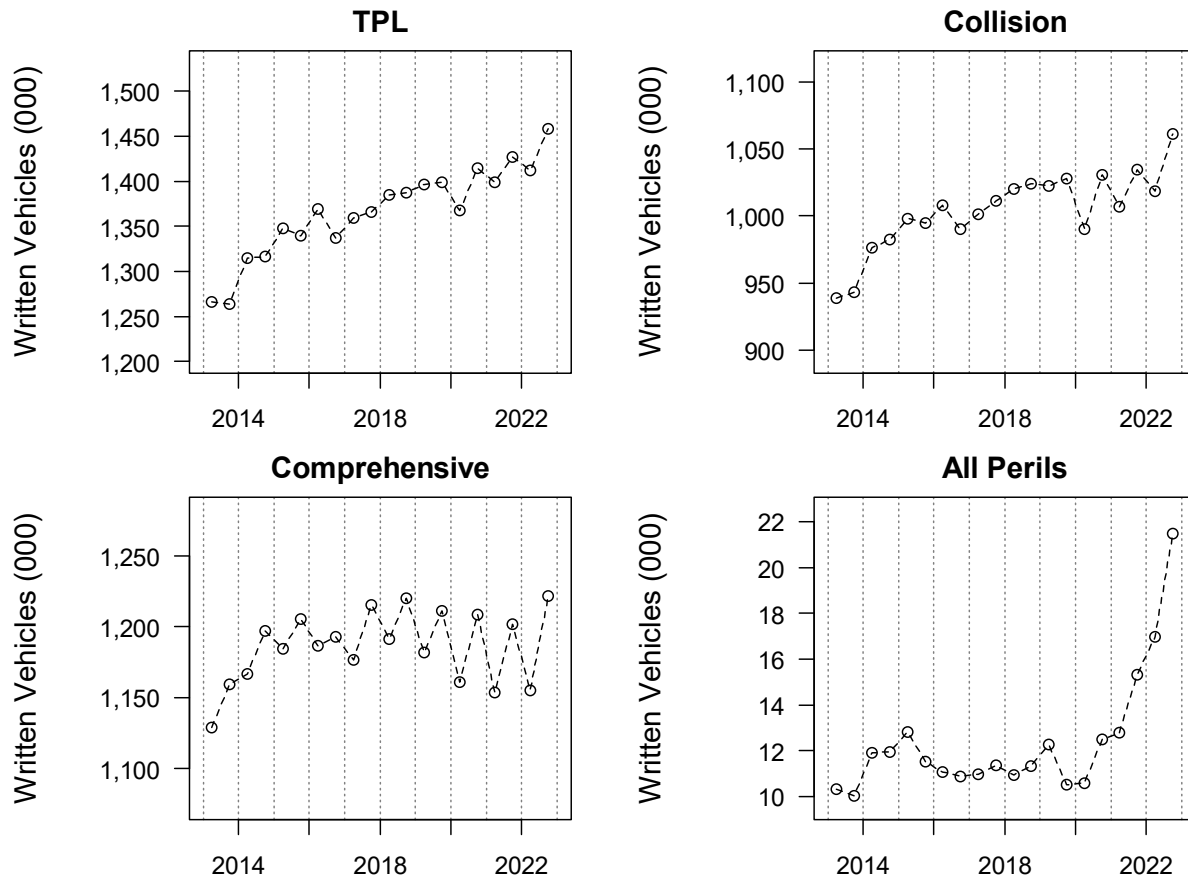 TPL
Written Vehicles (000)
1,500
1,450
1,400
1,350
1,300
1,250
1,200
2014 2018 2022
Collision
Written Vehicles (000)
1,100
1,050
1,000
950
900
2014 2018 2022
Comprehensive
Written Vehicles (000)
1,250
1,200
1,150
1,100
2014 2018 2022
All Perils
Written Vehicles (000)
22
20
18
16
14
12
10
2014 2018 2022